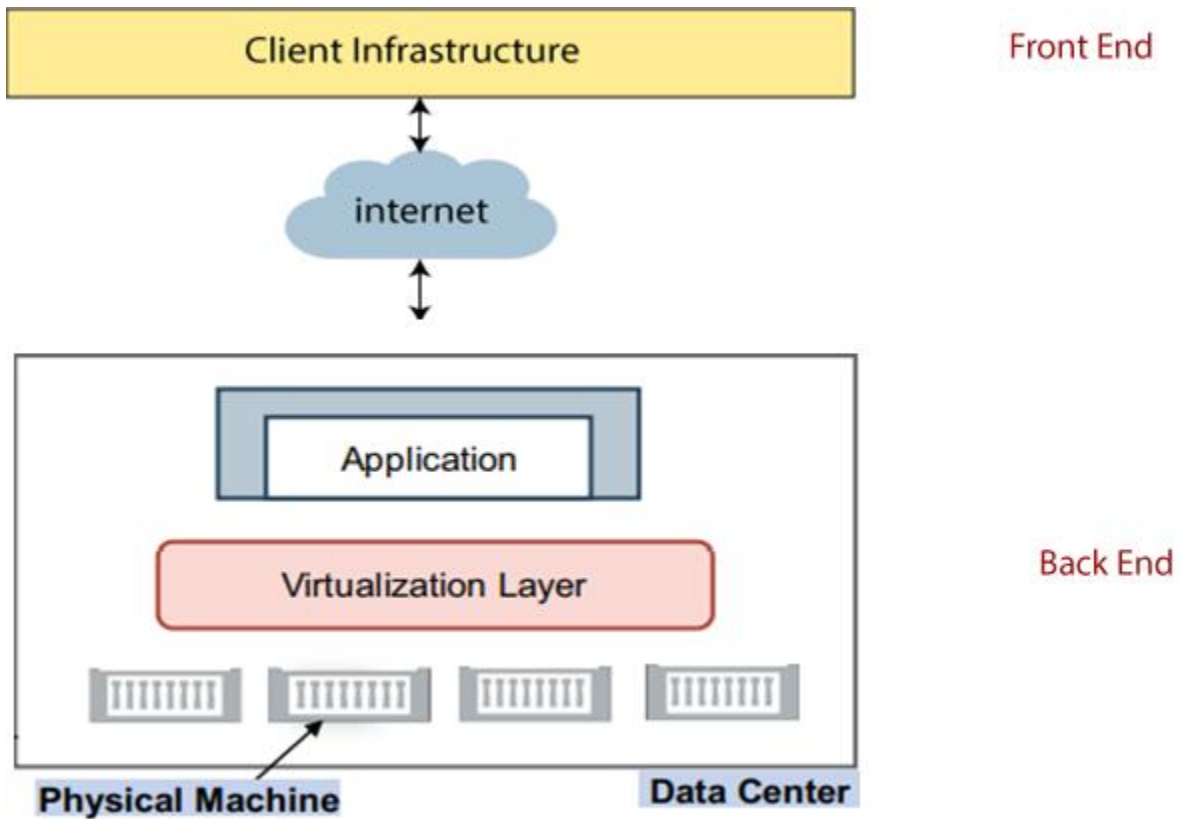 Client Infrastructure
Front End
internet
Application
Virtualization Layer
Back End
Physical Machine
Data Center